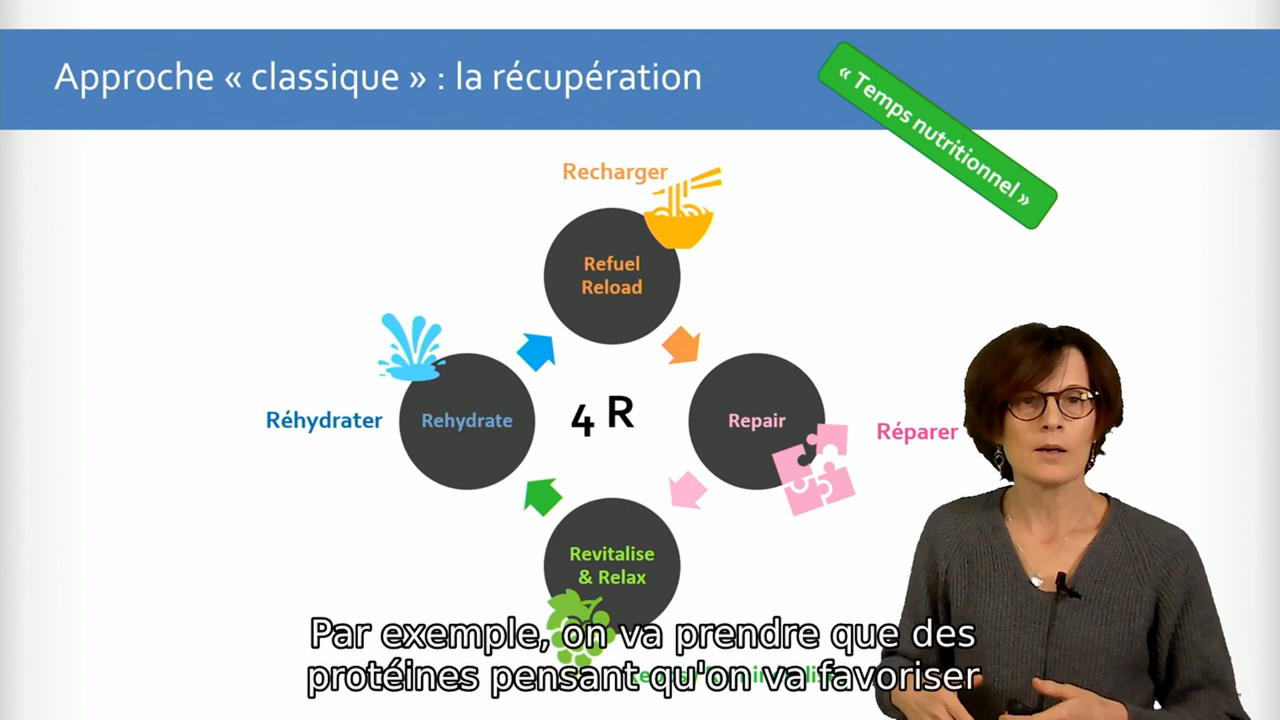 Approche « classique » : la récupération
« Temps nutritionnel »
Recharger
Refuel
Reload
Réhydrater
Rehydrate
4 R
Repair
Réparer
Revitalise
& Relax
Par exemple, on va prendre que des
protéines pensant qu'on va favoriser